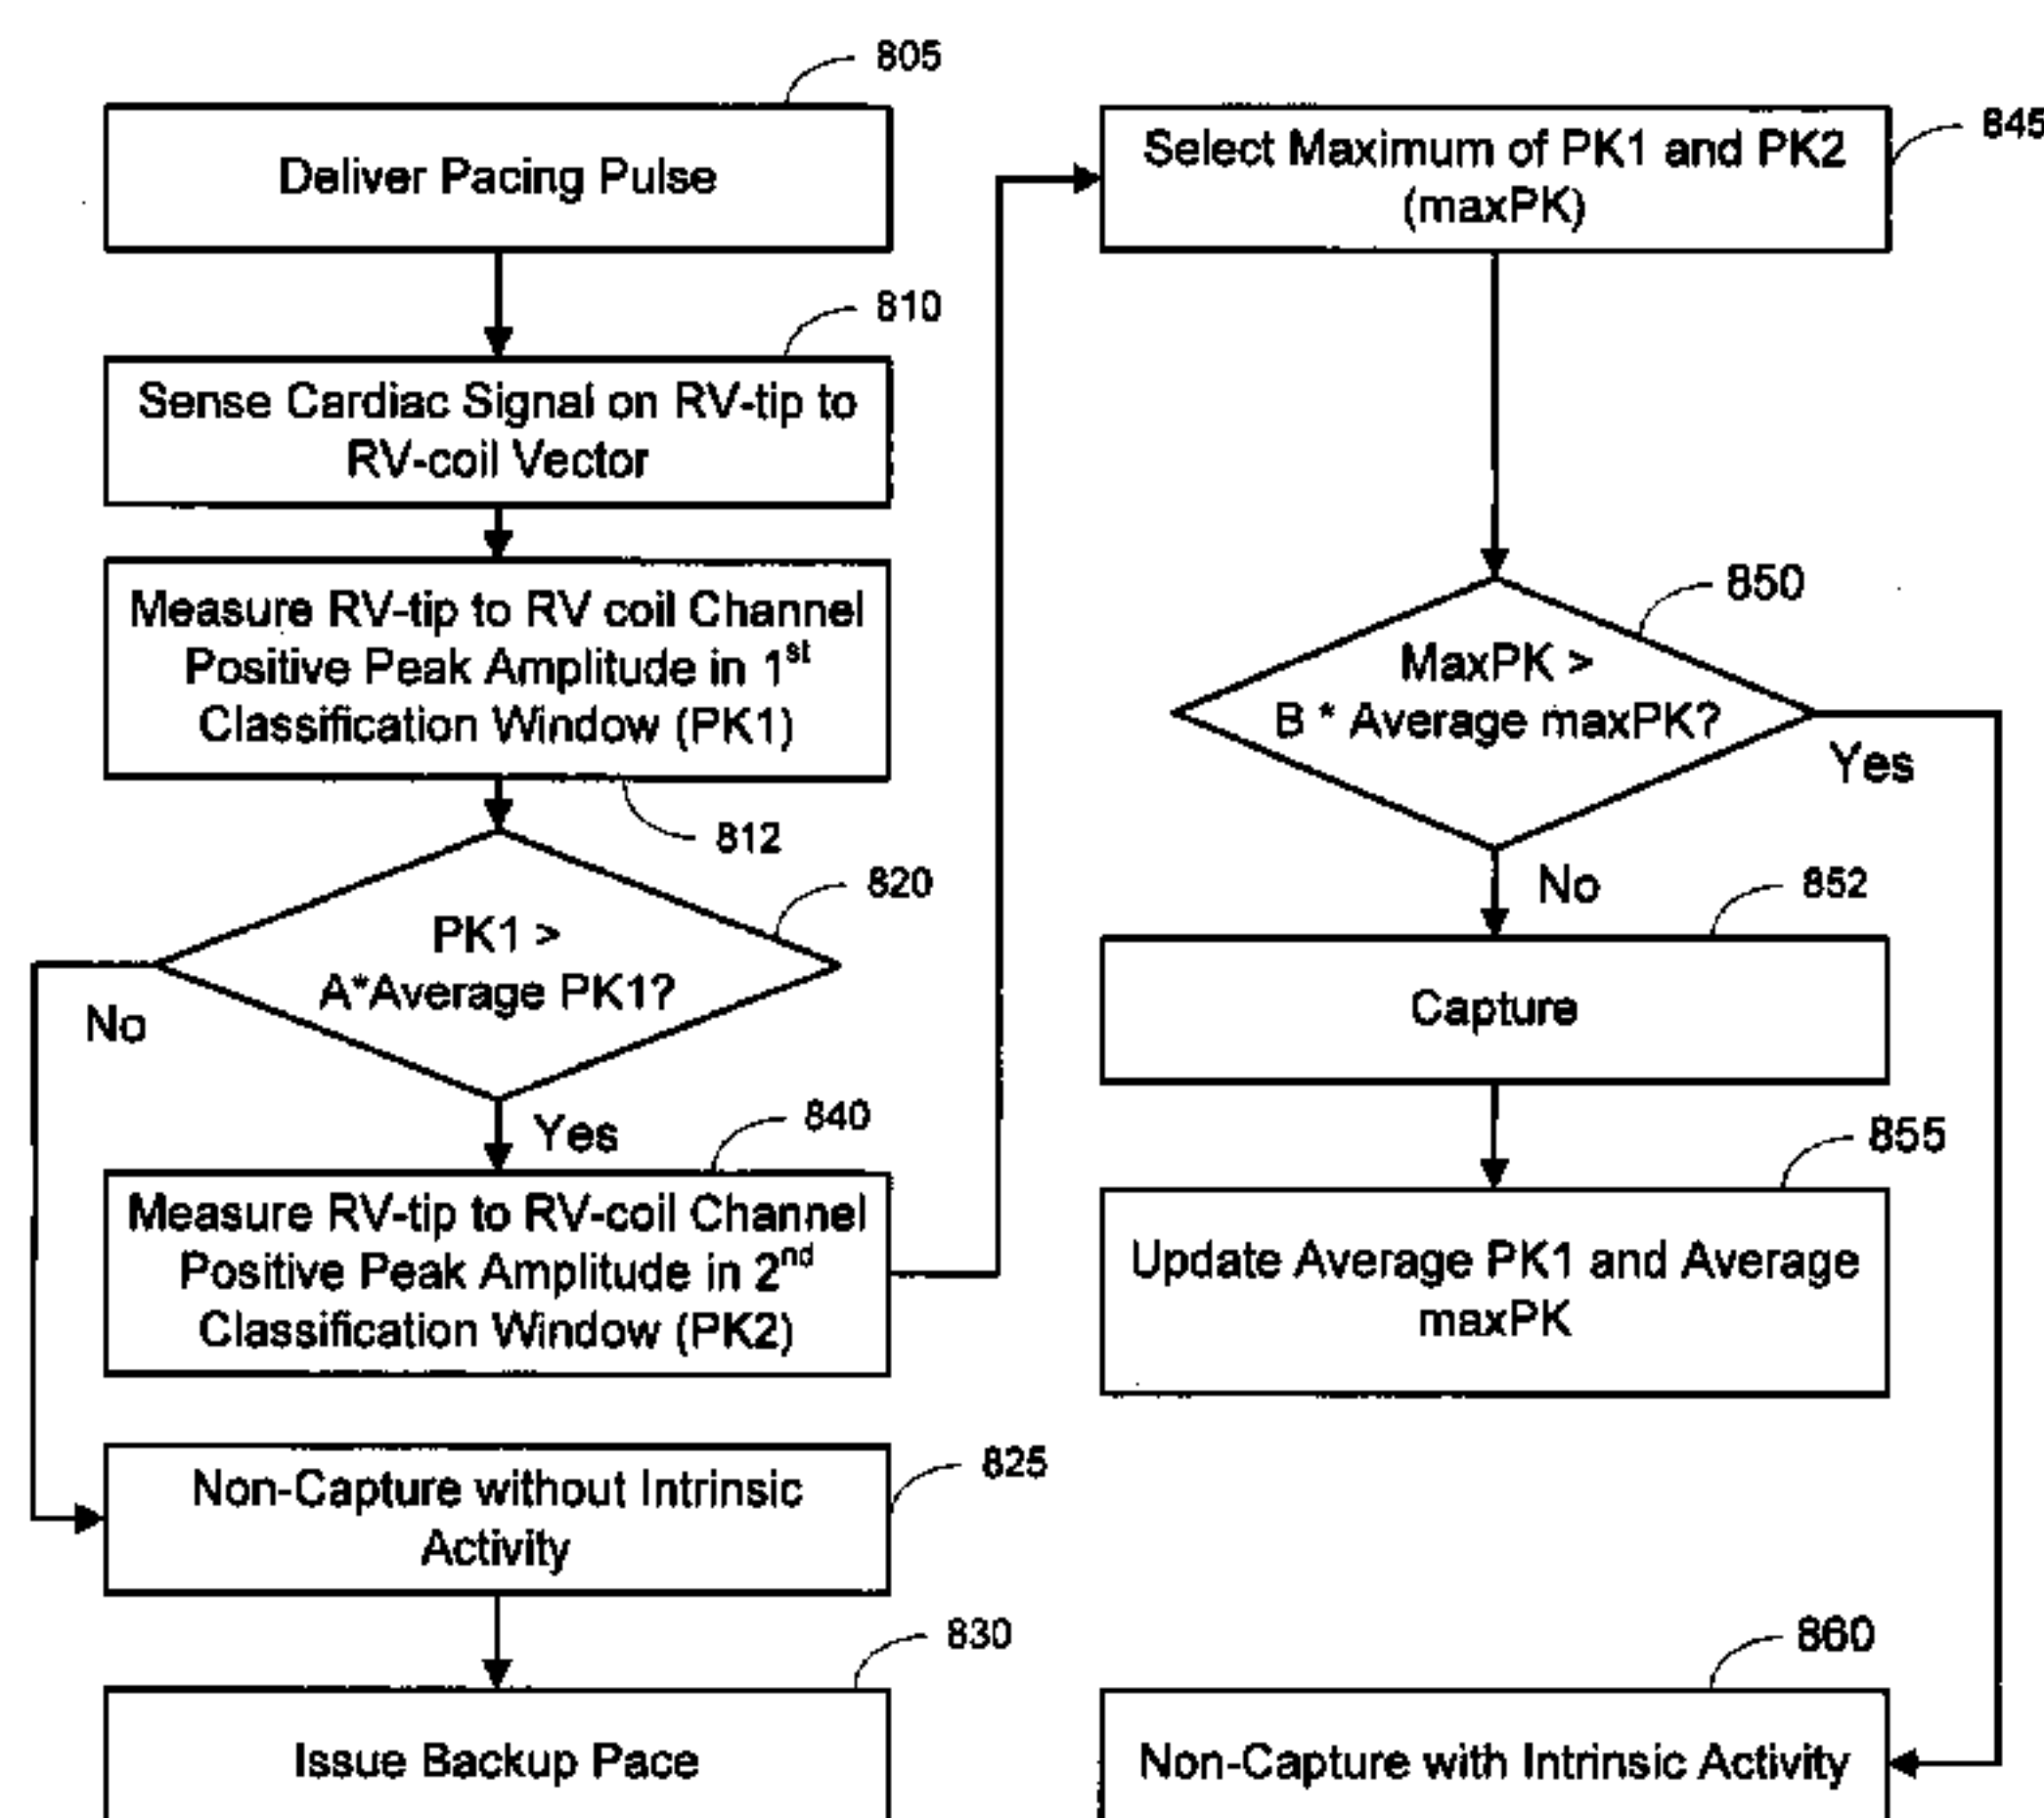 805
Deliver Pacing Pulse
810
Sense Cardiac Signal on RV-tip to
RV-coil Vector
Measure RV-tip to RV coil Channel
Positive Peak Amplitude in 1st
Classification Window (PK1)
812
820
PK1 >
A*Average PK1?
No
Yes
840
Measure RV-tip to RV-coil Channel
Positive Peak Amplitude in 2nd
Classification Window (PK2)
825
Non-Capture without Intrinsic
Activity
830
Issue Backup Pace
845
Select Maximum of PK1 and PK2
(maxPK)
850
MaxPK >
B * Average maxPK?
Yes
No
852
Capture
855
Update Average PK1 and Average
maxPK
860
Non-Capture with Intrinsic Activity